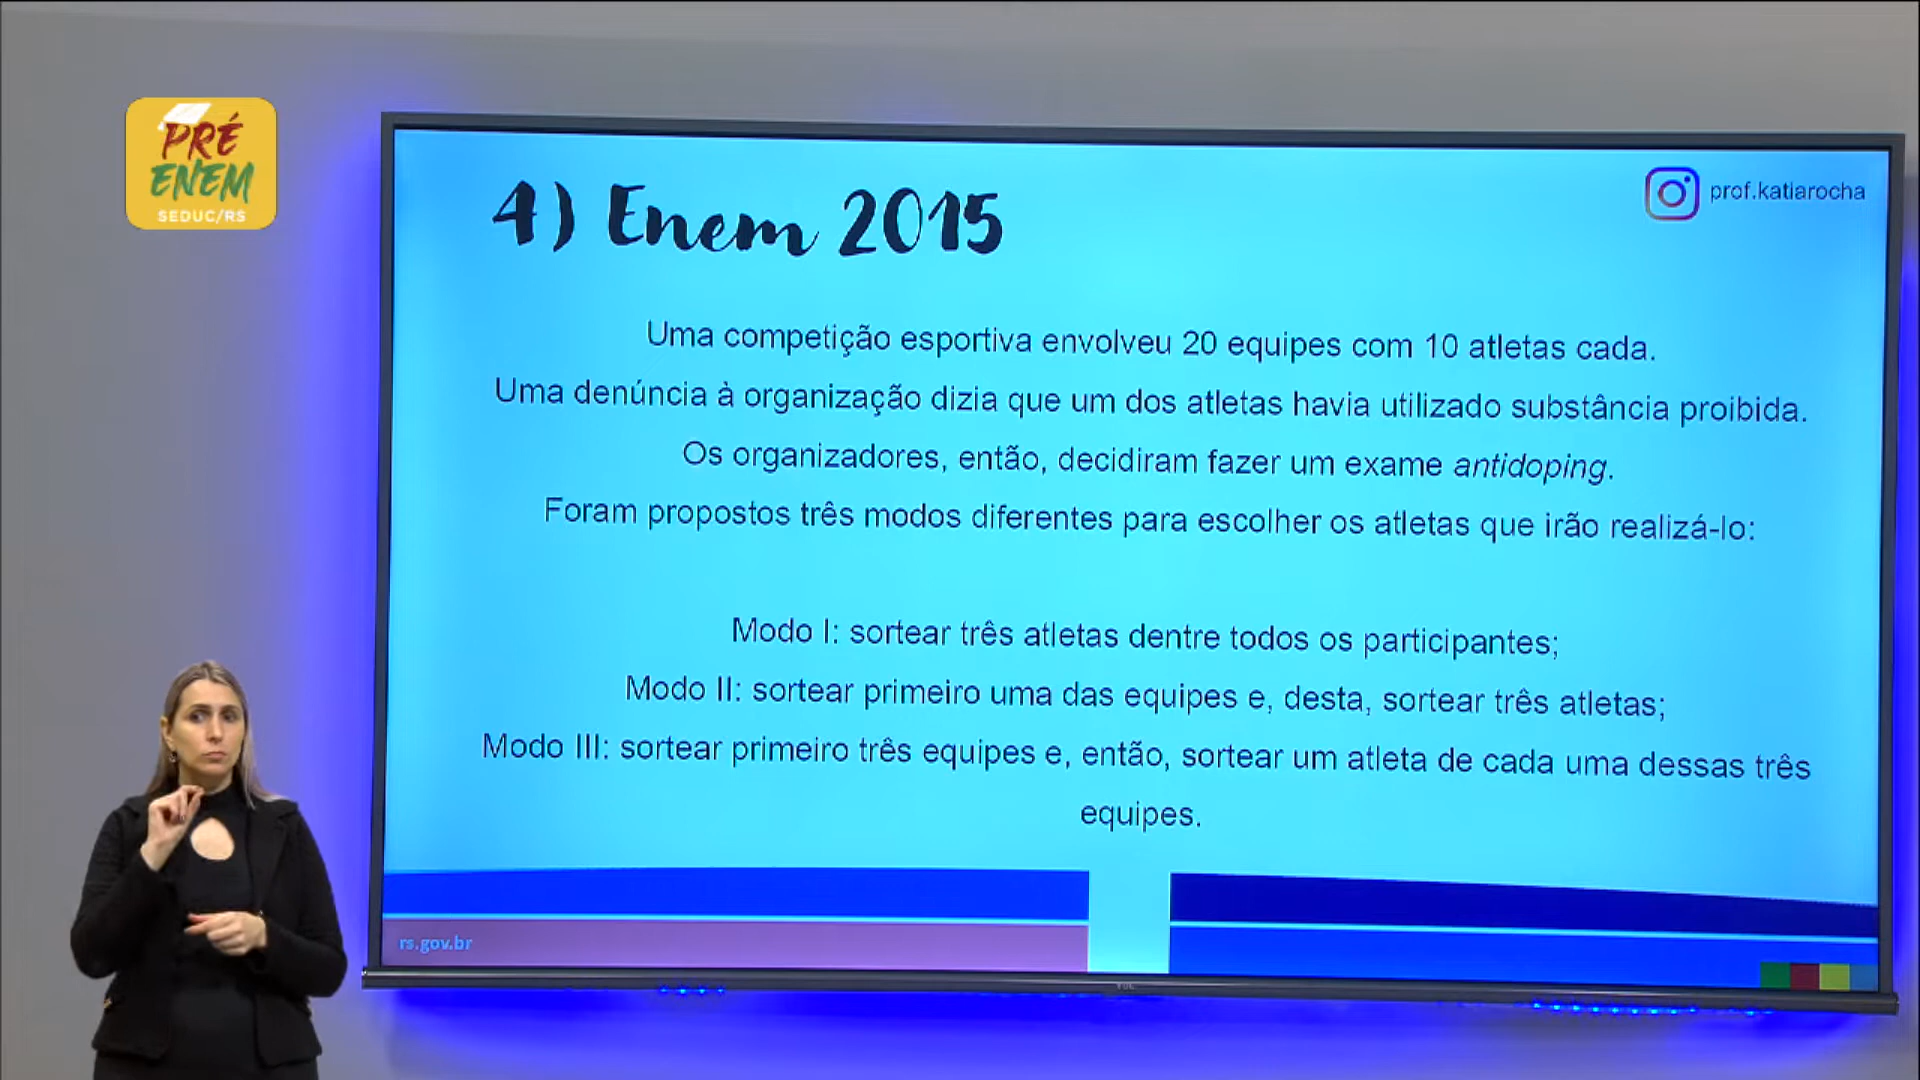 PRÉ
ENEM
SEDUC/RS
4) Enem 2015
prof.katiarocha
Uma competição esportiva envolveu 20 equipes com 10 atletas cada.
Uma denúncia à organização dizia que um dos atletas havia utilizado substância proibida.
Os organizadores, então, decidiram fazer um exame antidoping.
Foram propostos três modos diferentes para escolher os atletas que irão realizá-lo:
Modo I: sortear três atletas dentre todos os participantes;
Modo II: sortear primeiro uma das equipes e, desta, sortear três atletas;
Modo III: sortear primeiro três equipes e, então, sortear um atleta de cada uma dessas três
equipes.
rs.gov.br